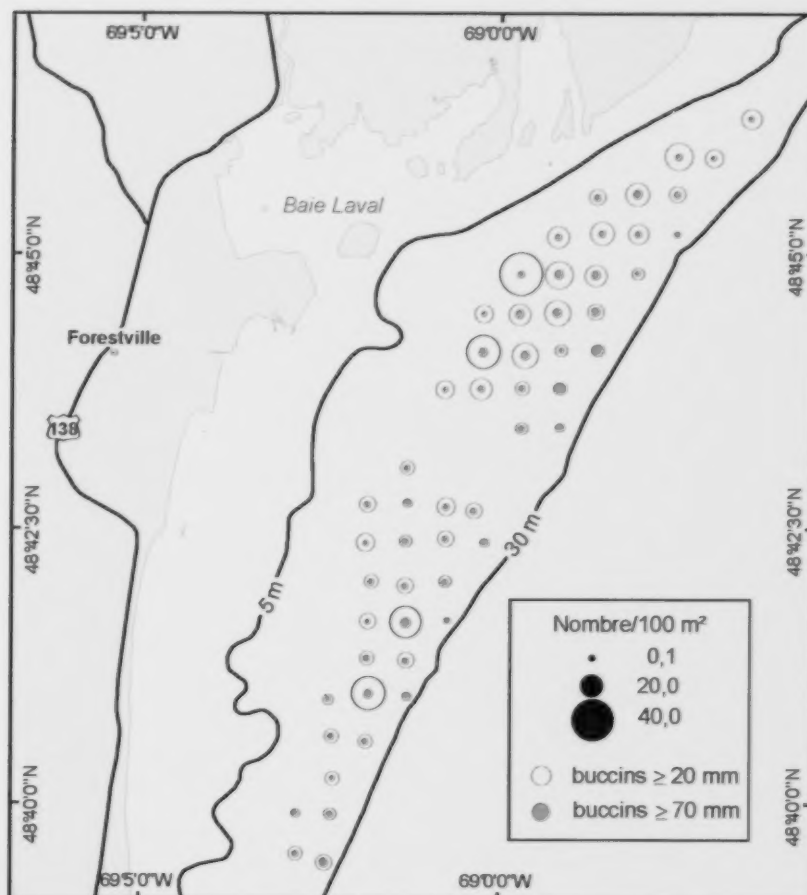 69°5'0"W
69°0'0"W
Baie Laval
48°45'0"N
48°45'0"N
Forestville
138
48°42'30"N
48°42'30"N
30 m
5 m
Nombre/100 m²
0,1
20,0
40,0
buccins ≥ 20 mm
buccins ≥ 70 mm
48°40'0"N
48°40'0"N
69°5'0"W
69°0'0"W